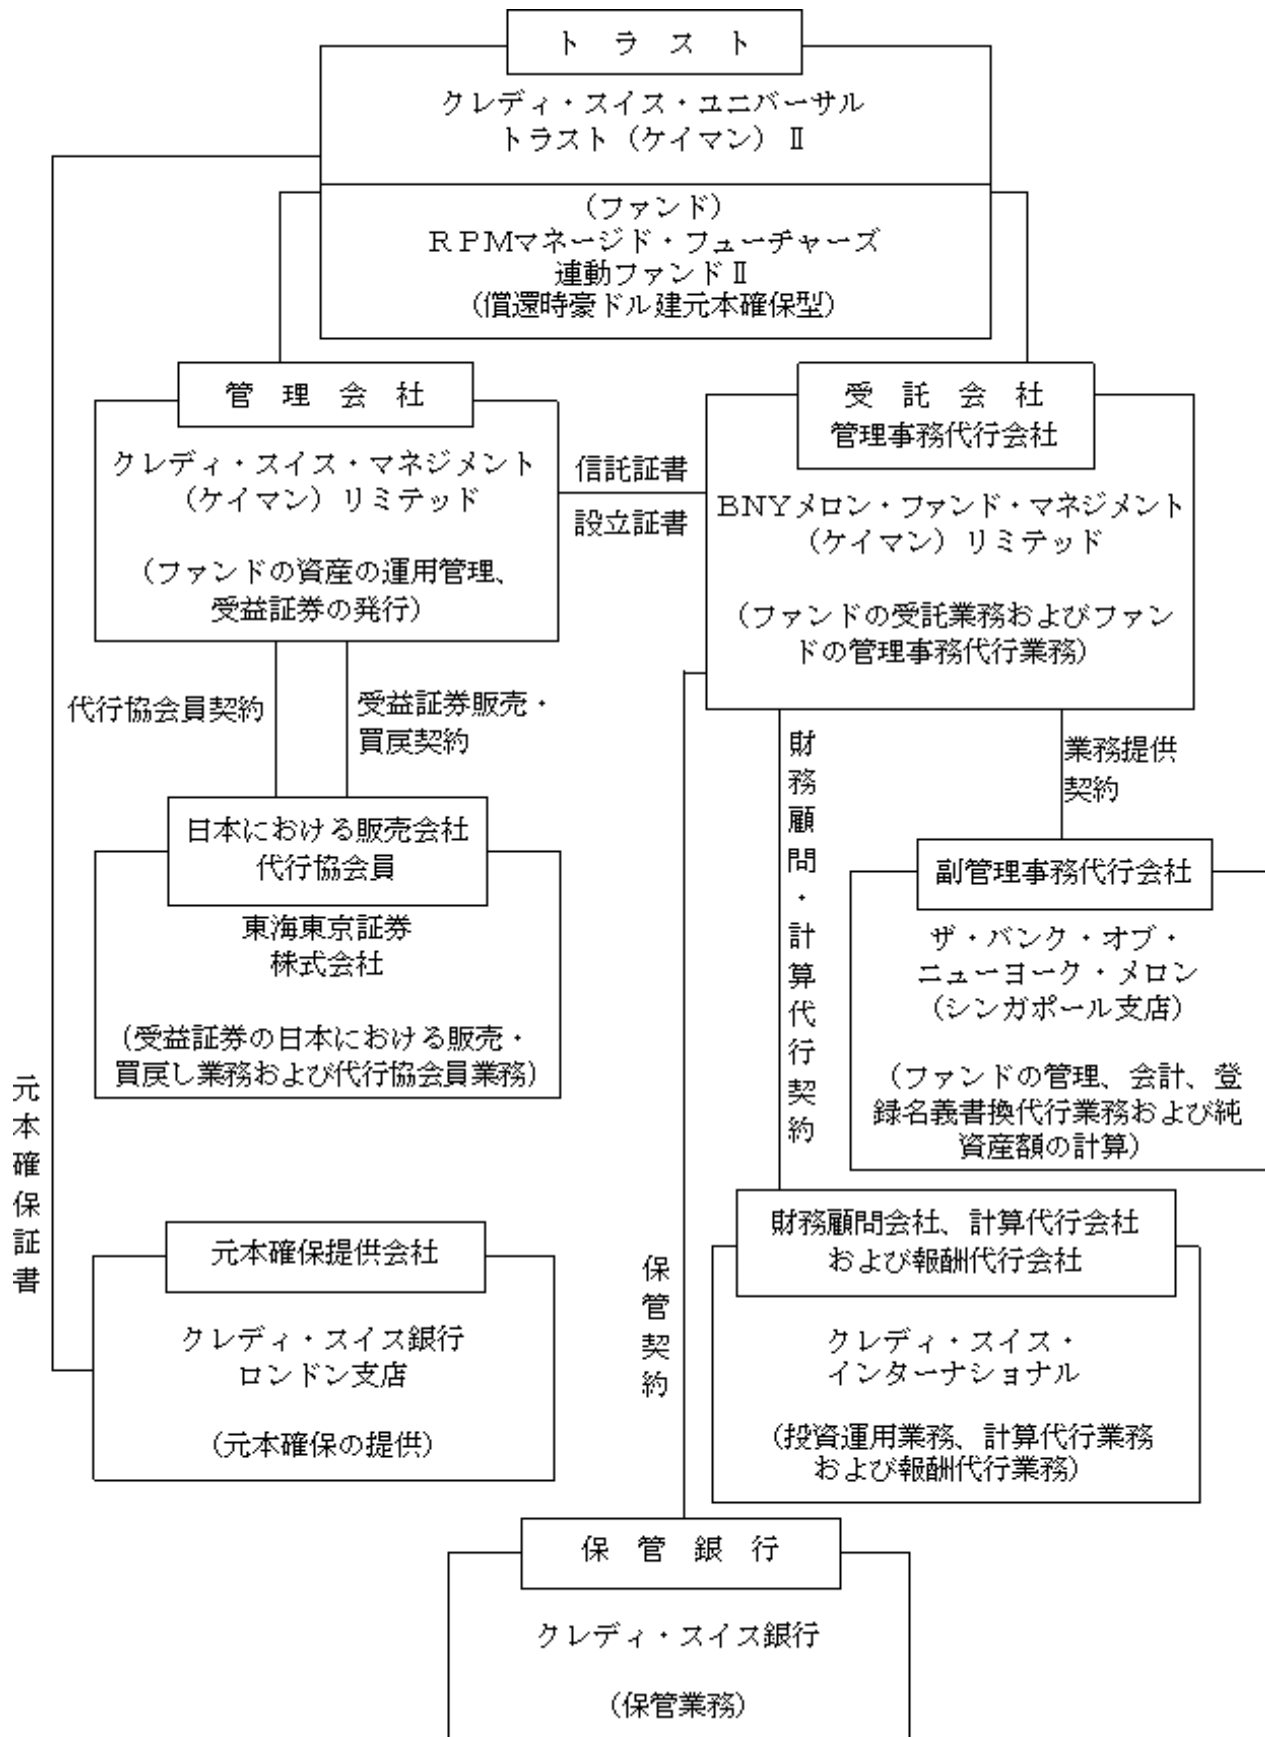 トラスト
クレディ・スイス・ユニバーサル
トラスト（ケイマン）Ⅱ
（ファンド）
ＲＰＭマネージド・フューチャーズ
連動ファンドⅡ
（償還時豪ドル建元本確保型）
管理会社
クレディ・スイス・マネジメント
（ケイマン）リミテッド
（ファンドの資産の運用管理、
受益証券の発行）
信託証書
設立証書
受託会社
管理事務代行会社
ＢＮＹメロン・ファンド・マネジメント
（ケイマン）リミテッド
（ファンドの受託業務およびファン
ドの管理事務代行業務）
代行協会員契約
受益証券販売・
買戻契約
財務顧問・計算代行契約
業務提供
契約
日本における販売会社
代行協会員
東海東京証券
株式会社
（受益証券の日本における販売・
買戻し業務および代行協会員業務）
副管理事務代行会社
ザ・バンク・オブ・
ニューヨーク・メロン
（シンガポール支店）
（ファンドの管理、会計、登
録名義書換代行業務および純
資産額の計算）
元本確保証書
元本確保提供会社
クレディ・スイス銀行
ロンドン支店
（元本確保の提供）
保管契約
財務顧問会社、計算代行会社
および報酬代行会社
クレディ・スイス・
インターナショナル
（投資運用業務、計算代行業務
および報酬代行業務）
保管銀行
クレディ・スイス銀行
（保管業務）